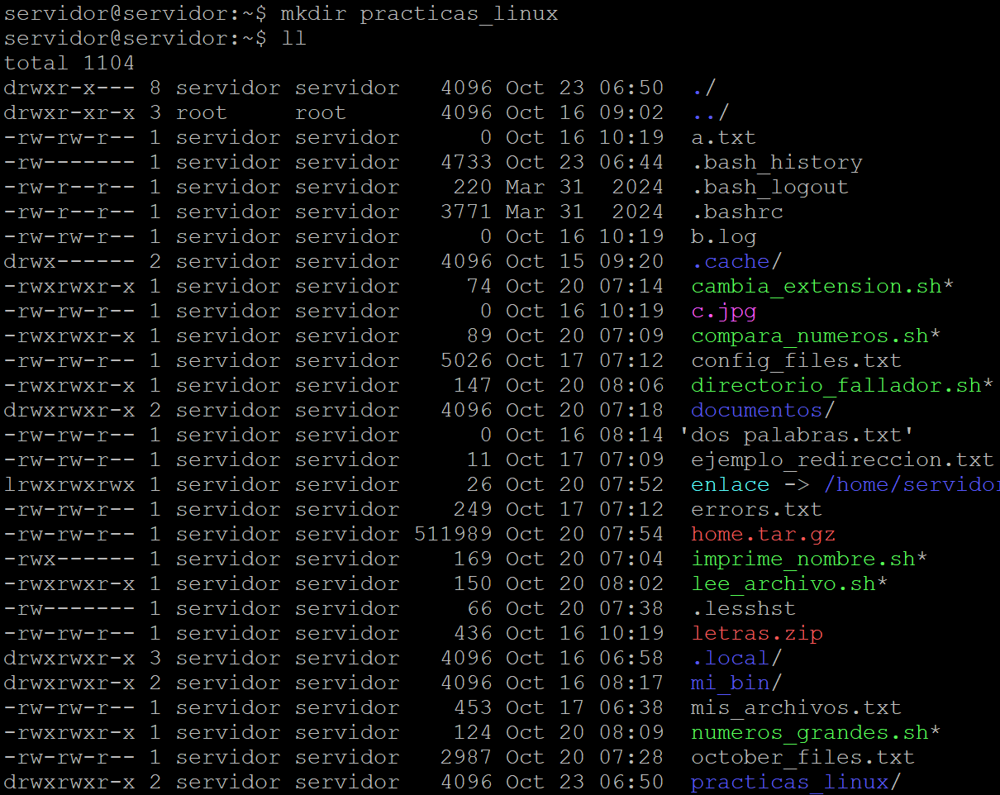 servidor@servidor:~$ mkdir practicas_linux
servidor@servidor:~$ ll
total 1104
drwxr-x--- 8 servidor servidor   4096 Oct 23 06:50  ./
drwxr-xr-x 3 root     root       4096 Oct 16 09:02  ../
-rw-rw-r-- 1 servidor servidor      0 Oct 16 10:19  a.txt
-rw------- 1 servidor servidor   4733 Oct 23 06:44  .bash_history
-rw-r--r-- 1 servidor servidor    220 Mar 31  2024  .bash_logout
-rw-r--r-- 1 servidor servidor   3771 Mar 31  2024  .bashrc
-rw-rw-r-- 1 servidor servidor      0 Oct 16 10:19  b.log
drwx------ 2 servidor servidor   4096 Oct 15 09:20  .cache/
-rwxrwxr-x 1 servidor servidor     74 Oct 20 07:14  cambia_extension.sh*
-rw-rw-r-- 1 servidor servidor      0 Oct 16 10:19  c.jpg
-rwxrwxr-x 1 servidor servidor     89 Oct 20 07:09  compara_numeros.sh*
-rw-rw-r-- 1 servidor servidor   5026 Oct 17 07:12  config_files.txt
-rwxrwxr-x 1 servidor servidor    147 Oct 20 08:06  directorio_fallador.sh*
drwxrwxr-x 2 servidor servidor   4096 Oct 20 07:18  documentos/
-rw-rw-r-- 1 servidor servidor      0 Oct 16 08:14 'dos palabras.txt'
-rw-rw-r-- 1 servidor servidor     11 Oct 17 07:09  ejemplo_redireccion.txt
lrwxrwxrwx 1 servidor servidor     26 Oct 20 07:52  enlace -> /home/servidor
-rw-rw-r-- 1 servidor servidor    249 Oct 17 07:12  errors.txt
-rw-rw-r-- 1 servidor servidor 511989 Oct 20 07:54  home.tar.gz
-rwx------ 1 servidor servidor    169 Oct 20 07:04  imprime_nombre.sh*
-rwxrwxr-x 1 servidor servidor    150 Oct 20 08:02  lee_archivo.sh*
-rw------- 1 servidor servidor     66 Oct 20 07:38  .lesshst
-rw-rw-r-- 1 servidor servidor    436 Oct 16 10:19  letras.zip
drwxrwxr-x 3 servidor servidor   4096 Oct 16 06:58  .local/
drwxrwxr-x 2 servidor servidor   4096 Oct 16 08:17  mi_bin/
-rw-rw-r-- 1 servidor servidor    453 Oct 17 06:38  mis_archivos.txt
-rwxrwxr-x 1 servidor servidor    124 Oct 20 08:09  numeros_grandes.sh*
-rw-rw-r-- 1 servidor servidor   2987 Oct 20 07:28  october_files.txt
drwxrwxr-x 2 servidor servidor   4096 Oct 23 06:50  practicas_linux/